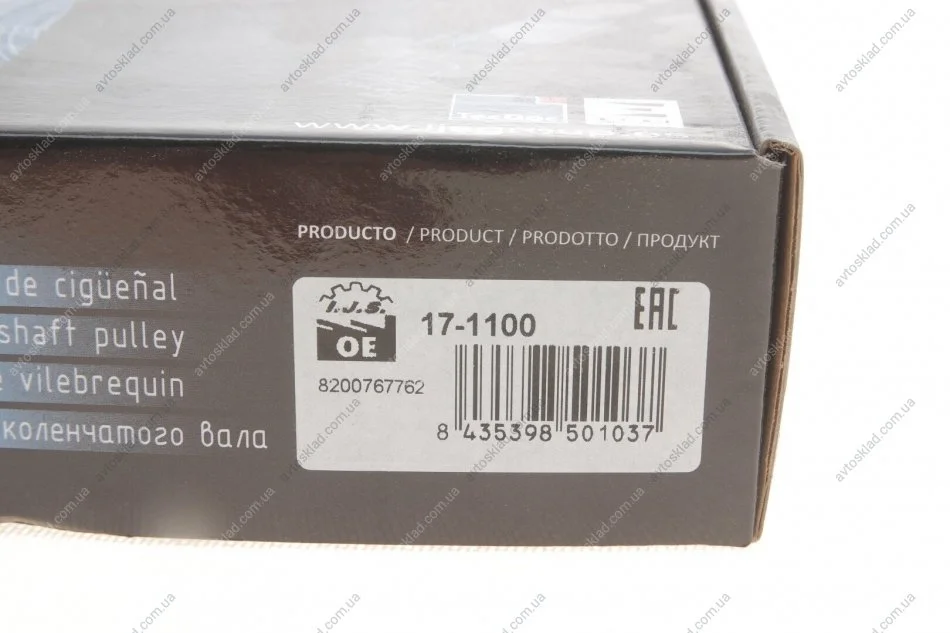 TecDoc
PRODUCTO / PRODUCT / PRODOTTO / ПРОДУКТ
de cigüeñal
shaft pulley
vilebrequin
коленчатого вала
I.J.S.
OE
17-1100
EAC
8200767762
8 435398 501037
avtosklad.com.ua